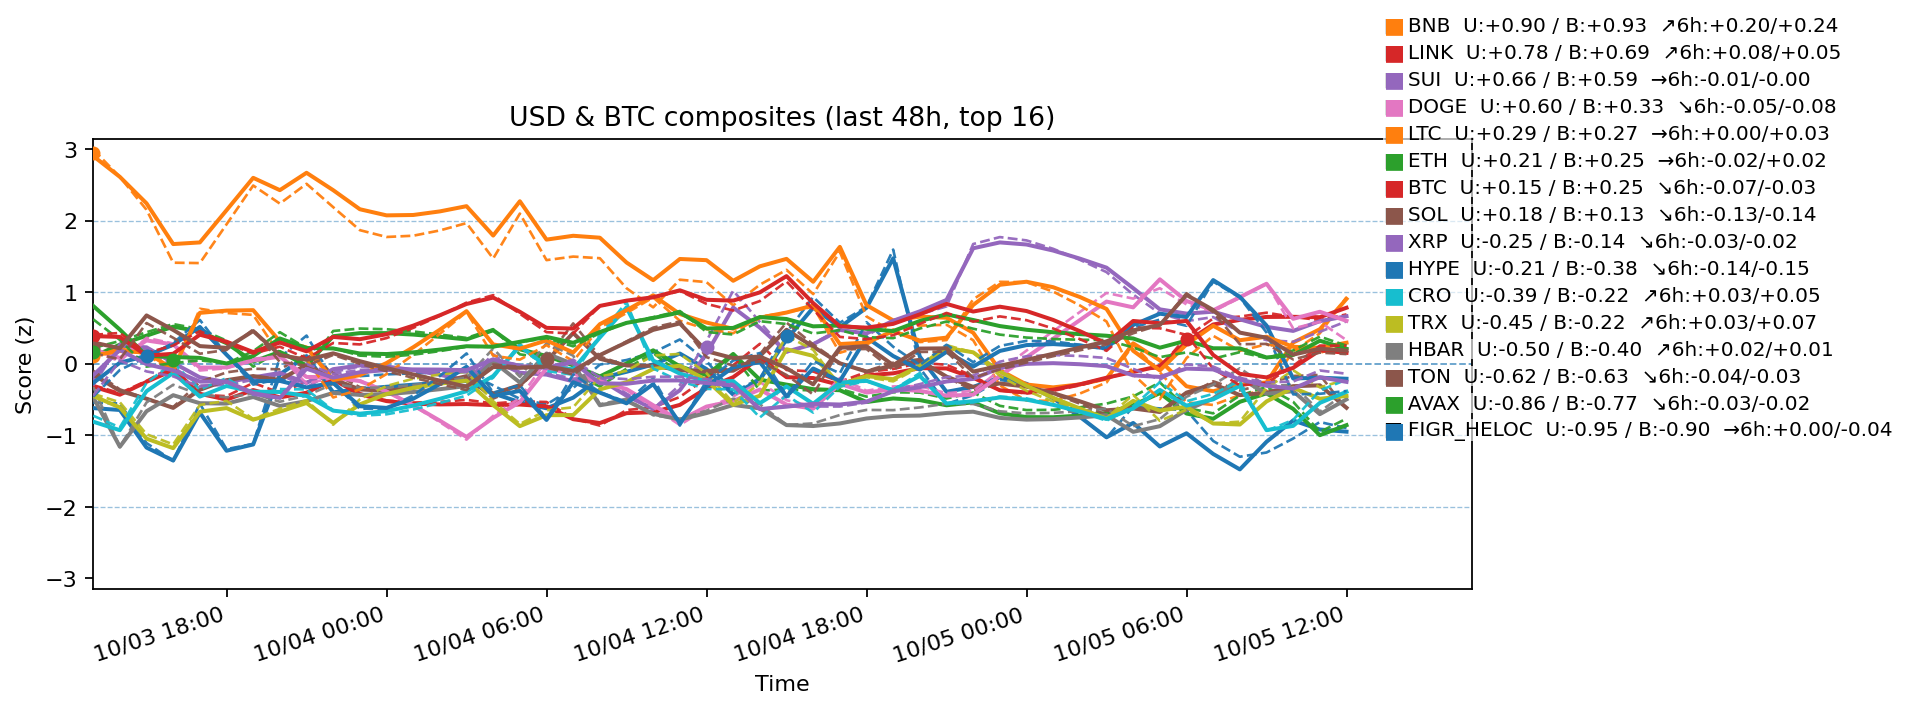 BNB  U:+0.90 / B:+0.93  ↗6h:+0.20/+0.24
LINK  U:+0.78 / B:+0.69  ↗6h:+0.08/+0.05
SUI  U:+0.66 / B:+0.59  →6h:-0.01/-0.00
DOGE  U:+0.60 / B:+0.33  ↘6h:-0.05/-0.08
LTC  U:+0.29 / B:+0.27  →6h:+0.00/+0.03
ETH  U:+0.21 / B:+0.25  →6h:-0.02/+0.02
BTC  U:+0.15 / B:+0.25  ↘6h:-0.07/-0.03
SOL  U:+0.18 / B:+0.13  ↘6h:-0.13/-0.14
XRP  U:-0.25 / B:-0.14  ↘6h:-0.03/-0.02
HYPE  U:-0.21 / B:-0.38  ↘6h:-0.14/-0.15
CRO  U:-0.39 / B:-0.22  ↗6h:+0.03/+0.05
TRX  U:-0.45 / B:-0.22  ↗6h:+0.03/+0.07
HBAR  U:-0.50 / B:-0.40  ↗6h:+0.02/+0.01
TON  U:-0.62 / B:-0.63  ↘6h:-0.04/-0.03
AVAX  U:-0.86 / B:-0.77  ↘6h:-0.03/-0.02
FIGR_HELOC  U:-0.95 / B:-0.90  →6h:+0.00/-0.04
USD & BTC composites (last 48h, top 16)
Score (z)
3
2
1
0
−1
−2
−3
10/03 18:00
10/04 00:00
10/04 06:00
10/04 12:00
10/04 18:00
10/05 00:00
10/05 06:00
10/05 12:00
Time